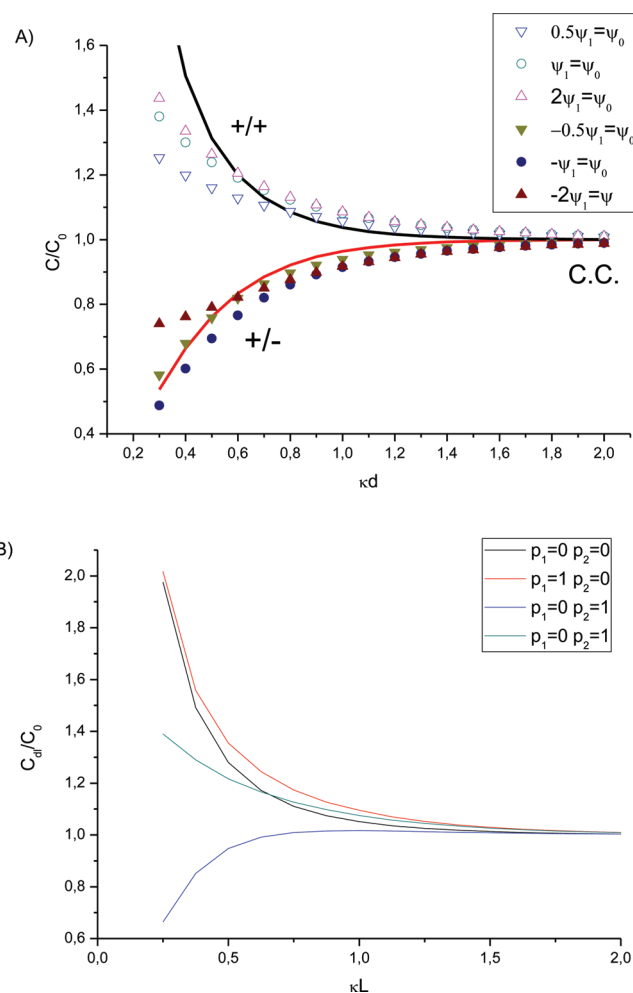 A)
1,6
1,4
1,2
1,0
0,8
0,6
0,4
C/C0
0,2 0,4 0,6 0,8 1,0 1,2 1,4 1,6 1,8 2,0
κd
+/+
+/-
C.C.
0.5ψ1=ψ0
ψ1=ψ0
2ψ1=ψ0
−0.5ψ1=ψ0
-ψ1=ψ0
-2ψ1=ψ
B)
2,0
1,8
1,6
1,4
1,2
1,0
0,8
0,6
Cdl/C0
0,0 0,5 1,0 1,5 2,0
κL
p1=0 p2=0
p1=1 p2=0
p1=0 p2=1
p1=0 p2=1